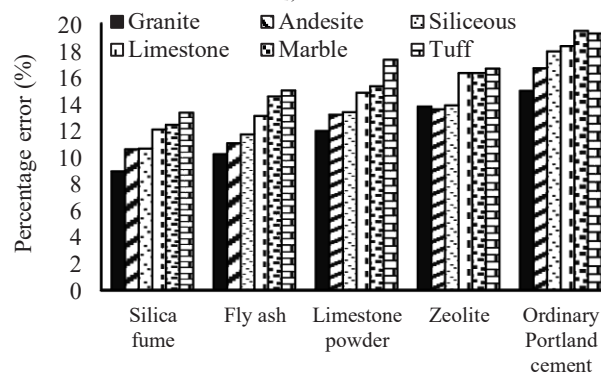 Granite Andesite Siliceous
Limestone Marble Tuff
Percentage error (%)
20
18
16
14
12
10
8
6
4
2
0
Silica fume
Fly ash
Limestone powder
Zeolite
Ordinary Portland cement